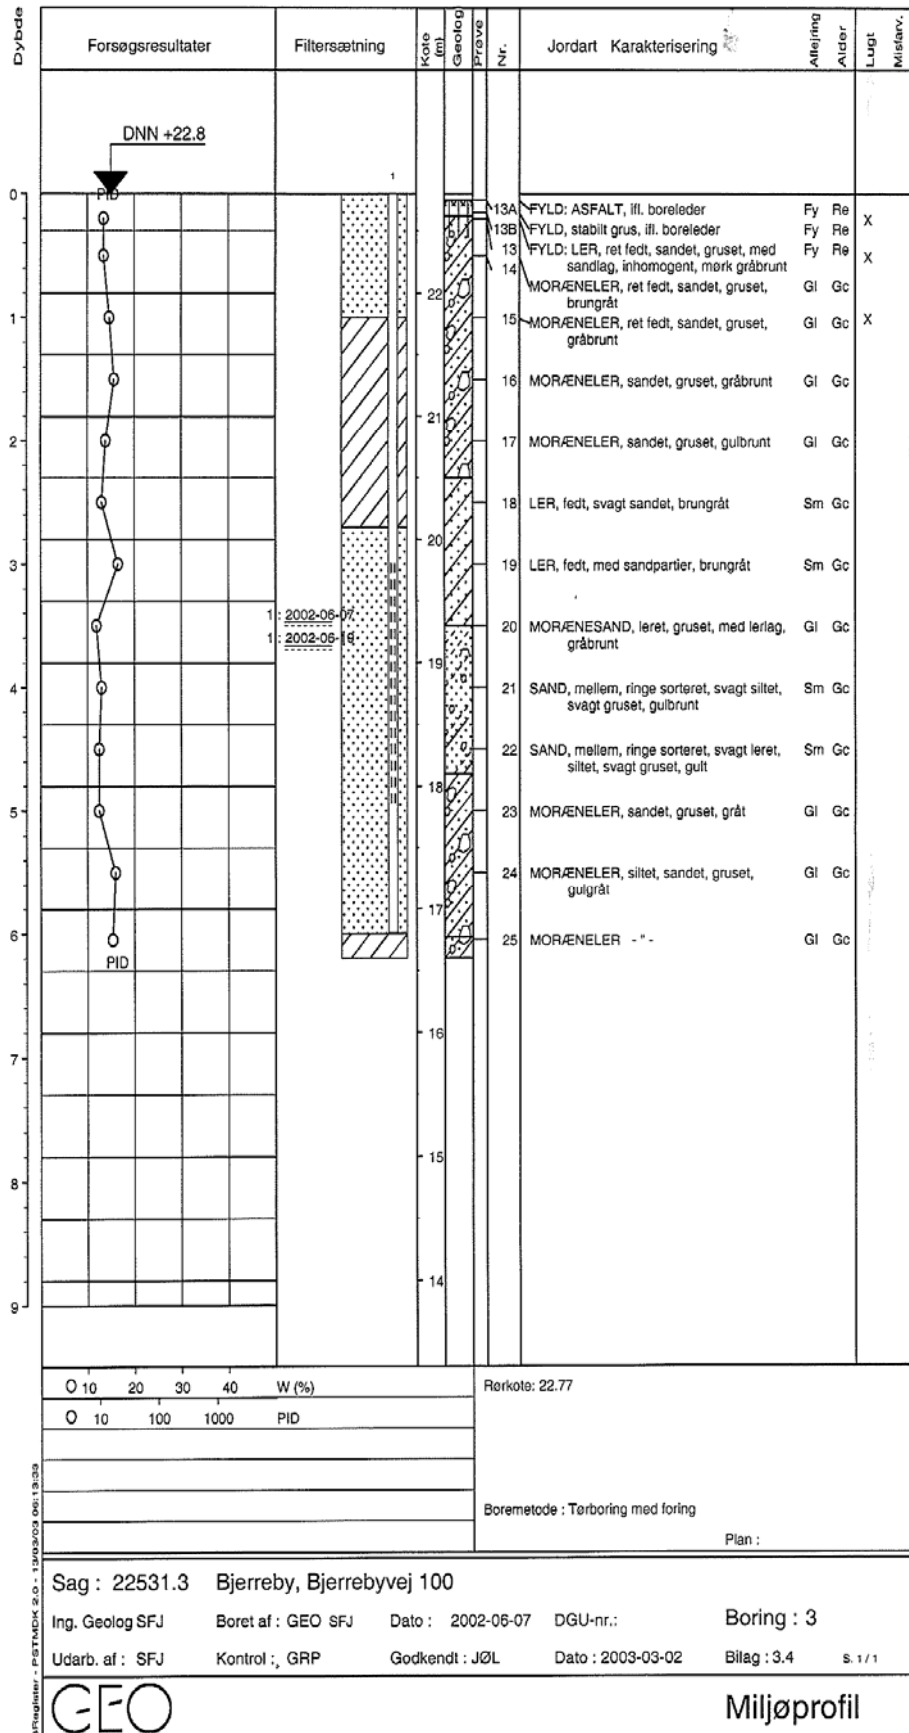 Dybde Forsøgsresultater Filtersætning Kote (m) Geologi Prøve Nr. Jordart Karakterisering Aflejring Alder Lugt Misfarv.
DNN +22.8
1
0 PID
13A FYLD: ASFALT, ifl. boreleder Fy Re
13B FYLD, stabilt grus, ifl. boreleder Fy Re X
13 FYLD: LER, ret fedt, sandet, gruset, med Fy Re
sandlag, inhomogent, mørk gråbrunt X
14 MORÆNELER, ret fedt, sandet, gruset, Gl Gc
22 brungråt
1 15 MORÆNELER, ret fedt, sandet, gruset, Gl Gc X
gråbrunt
16 MORÆNELER, sandet, gruset, gråbrunt Gl Gc
21
2 17 MORÆNELER, sandet, gruset, gulbrunt Gl Gc
18 LER, fedt, svagt sandet, brungråt Sm Gc
20
3 19 LER, fedt, med sandpartier, brungråt Sm Gc
1 : 2002-06-07
20 MORÆNESAND, leret, gruset, med lerlag, Gl Gc
1 : 2002-06-19 gråbrunt
19
4 21 SAND, mellem, ringe sorteret, svagt siltet, Sm Gc
svagt gruset, gulbrunt
22 SAND, mellem, ringe sorteret, svagt leret, Sm Gc
siltet, svagt gruset, gult
18
5 23 MORÆNELER, sandet, gruset, gråt Gl Gc
24 MORÆNELER, siltet, sandet, gruset, Gl Gc
gulgråt
17
6 25 MORÆNELER - " - Gl Gc
PID
16
7
15
8
14
9
O 10 20 30 40 W (%) Rørkote: 22.77
O 10 100 1000 PID
Boremetode : Tørboring med foring
Plan :
Sag : 22531.3 Bjerreby, Bjerrebyvej 100
Ing. Geolog SFJ Boret af : GEO SFJ Dato : 2002-06-07 DGU-nr.: Boring : 3
Udarb. af : SFJ Kontrol : GRP Godkendt : JØL Dato : 2003-03-02 Bilag : 3.4 S. 1 / 1
GEO Miljøprofil
Register - PSTMDK 2.0 - 13/03/03 06:13:33